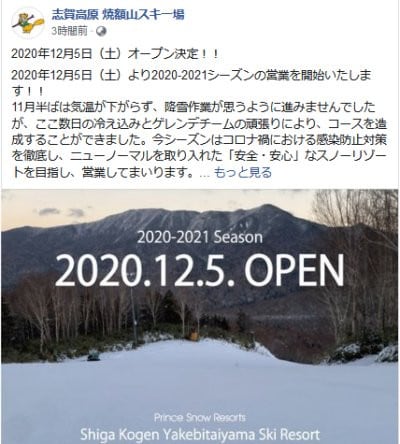 志賀高原 焼額山スキー場
3時間前·
2020年12月5日（土）オープン決定！！
2020年12月5日（土）より2020-2021シーズンの営業を開始いたしま
す！！
11月半ばは気温が下がらず、降雪作業が思うように進みませんでした
が、ここ数日の冷え込みとゲレンデチームの頑張りにより、コースを造
成することができました。今シーズンはコロナ禍における感染防止対策
を徹底し、ニューノーマルを取り入れた「安全・安心」なスノーリゾー
トを目指し、営業してまいります。... もっと見る
2020-2021 Season
2020.12.5. OPEN
Prince Snow Resorts
Shiga Kogen Yakebitaiyama Ski Resort